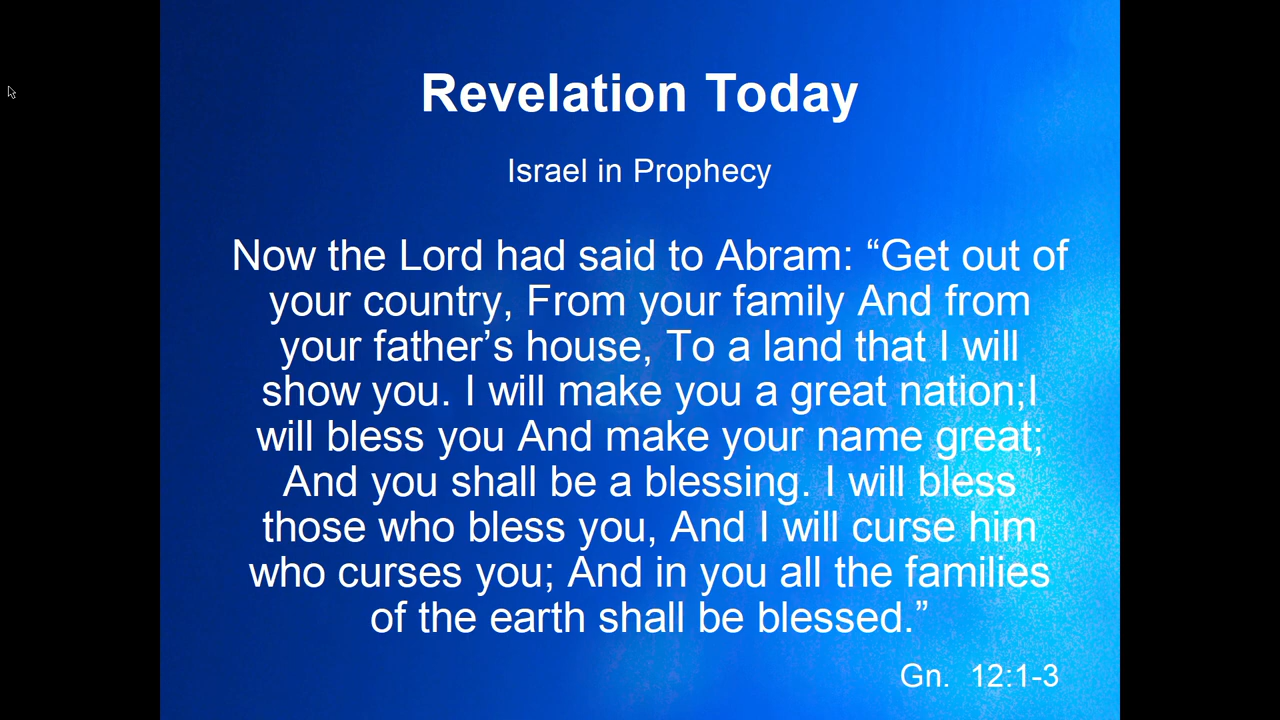 Revelation Today
Israel in Prophecy
Now the Lord had said to Abram: “Get out of
your country, From your family And from
your father’s house, To a land that I will
show you. I will make you a great nation;I
will bless you And make your name great;
And you shall be a blessing. I will bless
those who bless you, And I will curse him
who curses you; And in you all the families
of the earth shall be blessed.”
Gn.  12:1-3